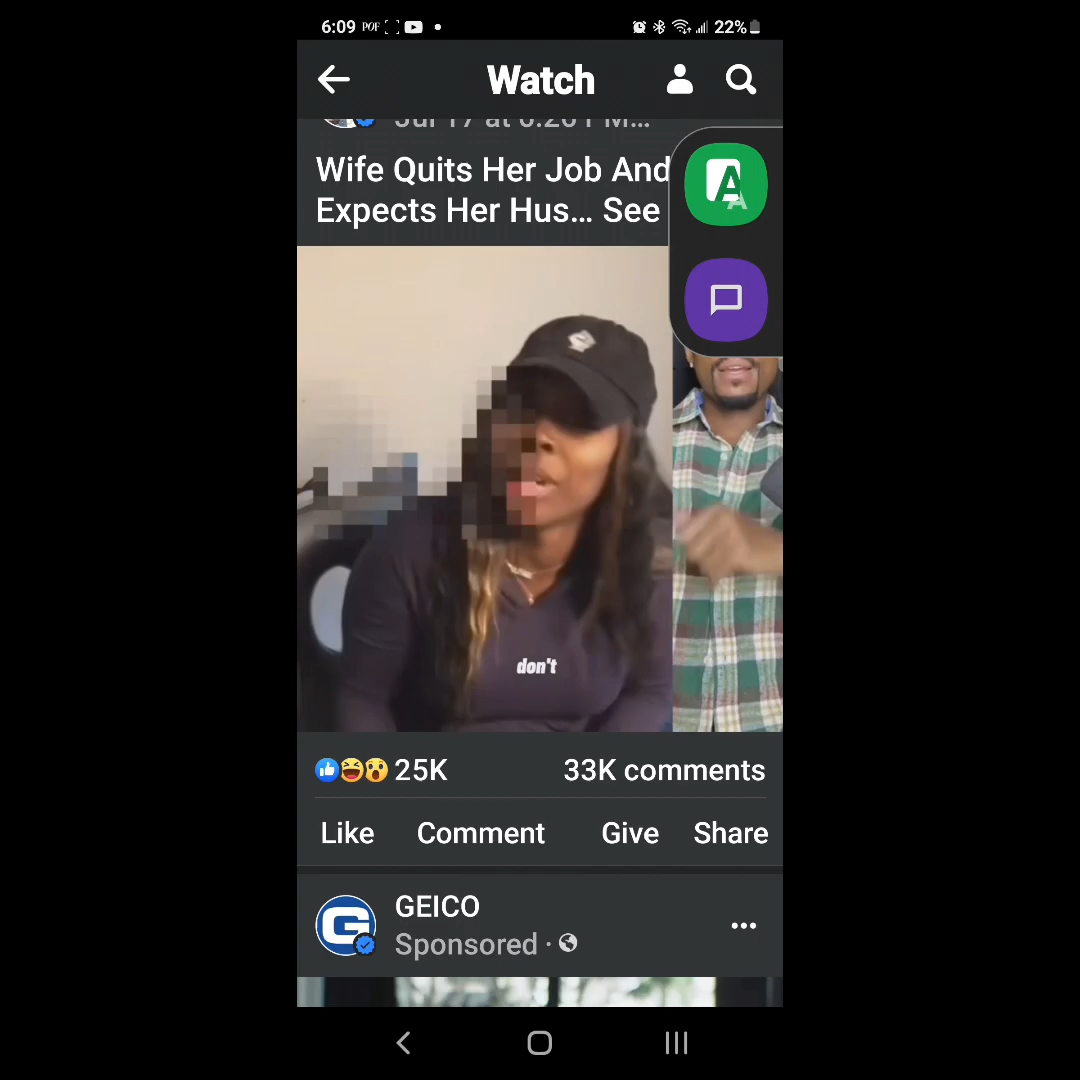 6:09 POF 22%
Watch
Wife Quits Her Job And
Expects Her Hus... See
don't
25K 33K comments
Like Comment Give Share
GEICO
Sponsored ·